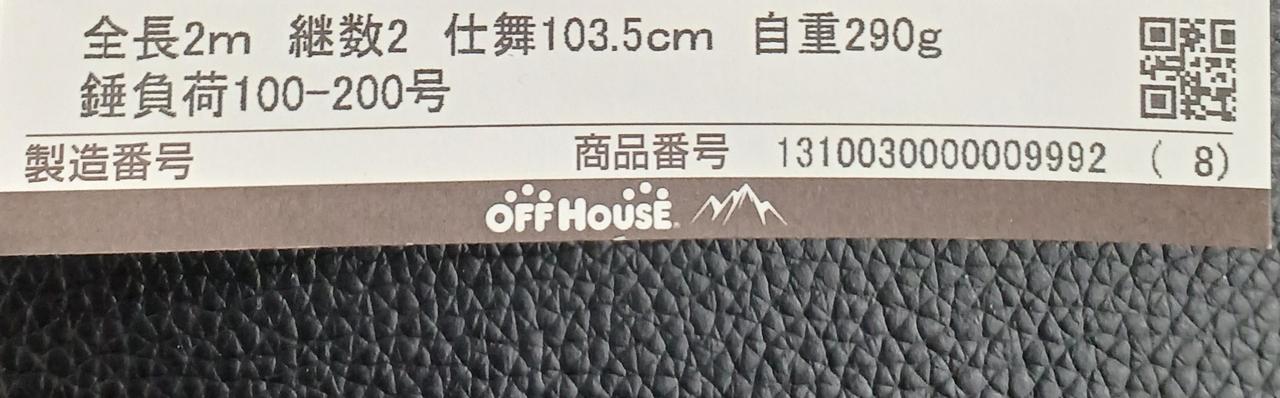 全長2m 継数2 仕舞103.5cm 自重290g
錘負荷100-200号
製造番号 商品番号 1310030000009992 ( 8)
OFF HOUSE